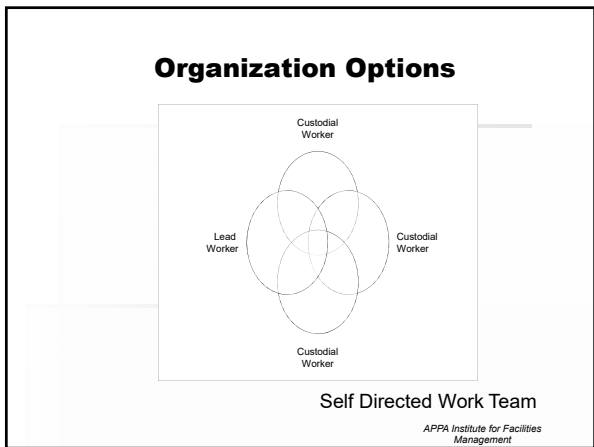 Organization Options
Custodial
Worker
Lead
Worker
Custodial
Worker
Custodial
Worker
Self Directed Work Team
APPA Institute for Facilities
Management